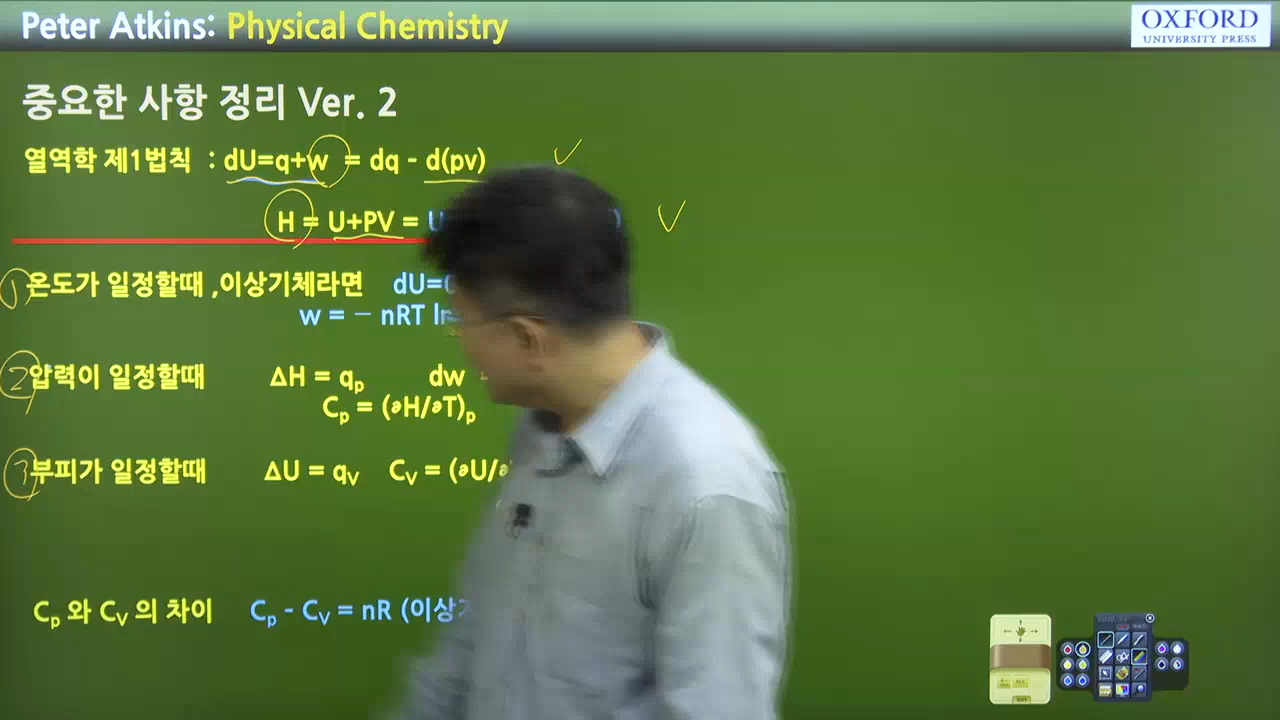 Peter Atkins: Physical Chemistry
OXFORD
UNIVERSITY PRESS
중요한 사항 정리 Ver. 2
열역학 제1법칙 : dU=q+w = dq - d(pv)
H = U+PV = U
① 온도가 일정할때 ,이상기체라면 dU=
w = − nRT ln
② 압력이 일정할때 ΔH = qp dw
Cp = (∂H/∂T)p
③ 부피가 일정할때 ΔU = qV CV = (∂U/∂
Cp 와 CV 의 차이 Cp - CV = nR (이상